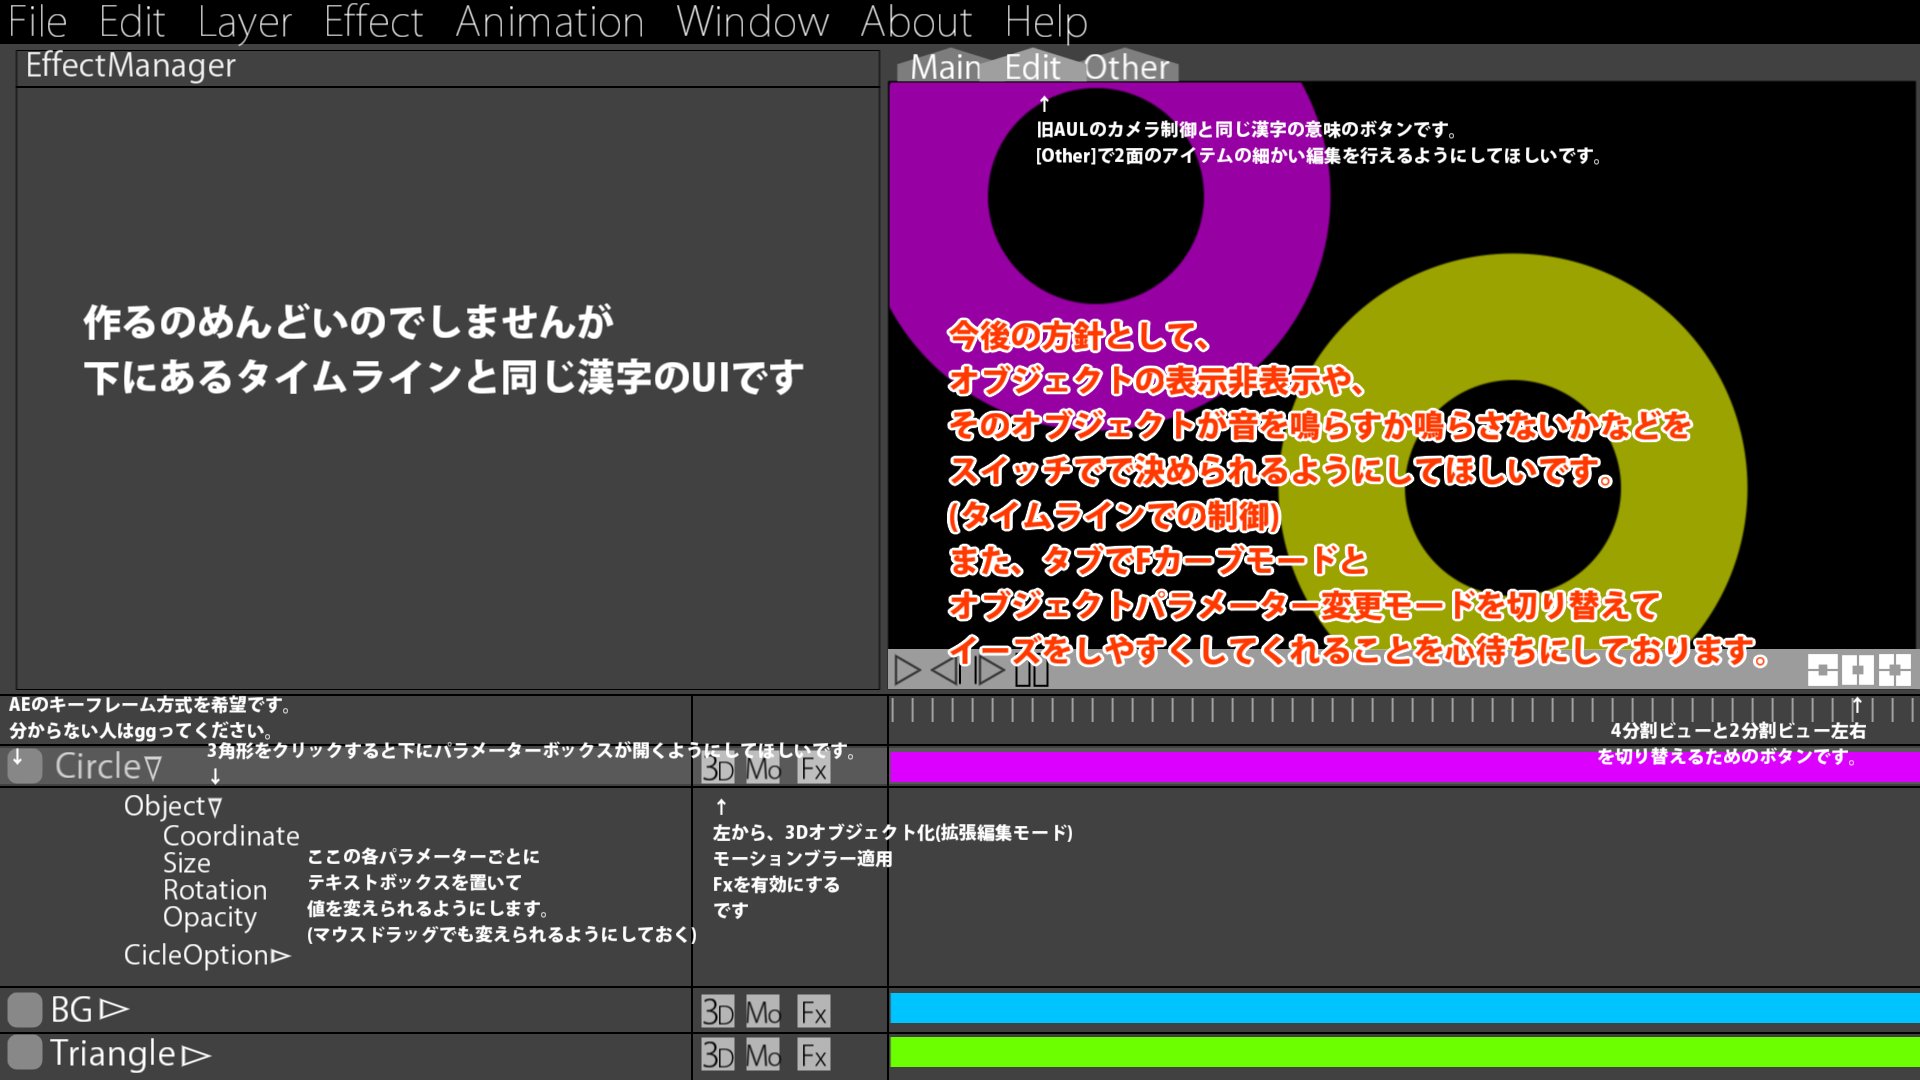 File Edit Layer Effect Animation Window About Help
EffectManager
Main Edit Other
↑
旧AULのカメラ制御と同じ漢字の意味のボタンです。
[Other]で2面のアイテムの細かい編集を行えるようにしてほしいです。
作るのめんどいのでしませんが
下にあるタイムラインと同じ漢字のUIです
今後の方針として、
オブジェクトの表示非表示や、
そのオブジェクトが音を鳴らすか鳴らさないかなどを
スイッチでで決められるようにしてほしいです。
(タイムラインでの制御)
また、タブでFカーブモードと
オブジェクトパラメーター変更モードを切り替えて
イーズをしやすくしてくれることを心待ちにしております。
AEのキーフレーム方式を希望です。
分からない人はggってください。
↓
3角形をクリックすると下にパラメーターボックスが開くようにしてほしいです。
↓
↑
4分割ビューと2分割ビュー左右
を切り替えるためのボタンです。
Circle
3D Mo Fx
Object
Coordinate
Size
Rotation
Opacity
CicleOption
ここの各パラメーターごとに
テキストボックスを置いて
値を変えられるようにします。
(マウスドラッグでも変えられるようにしておく)
↑
左から、3Dオブジェクト化(拡張編集モード)
モーションブラー適用
Fxを有効にする
です
BG
3D Mo Fx
Triangle
3D Mo Fx